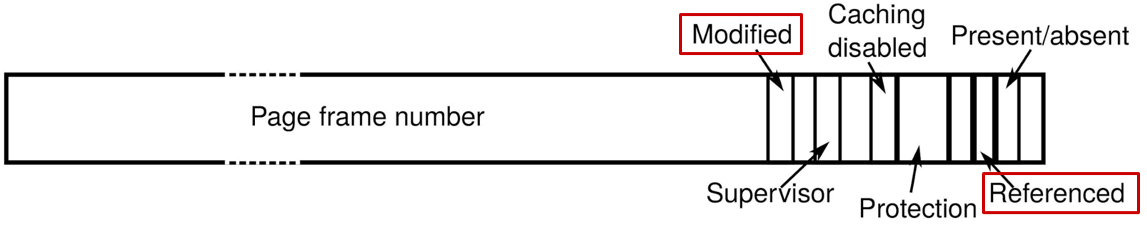 Modified
Caching
disabled
Present/absent
Page frame number
Supervisor
Protection
Referenced